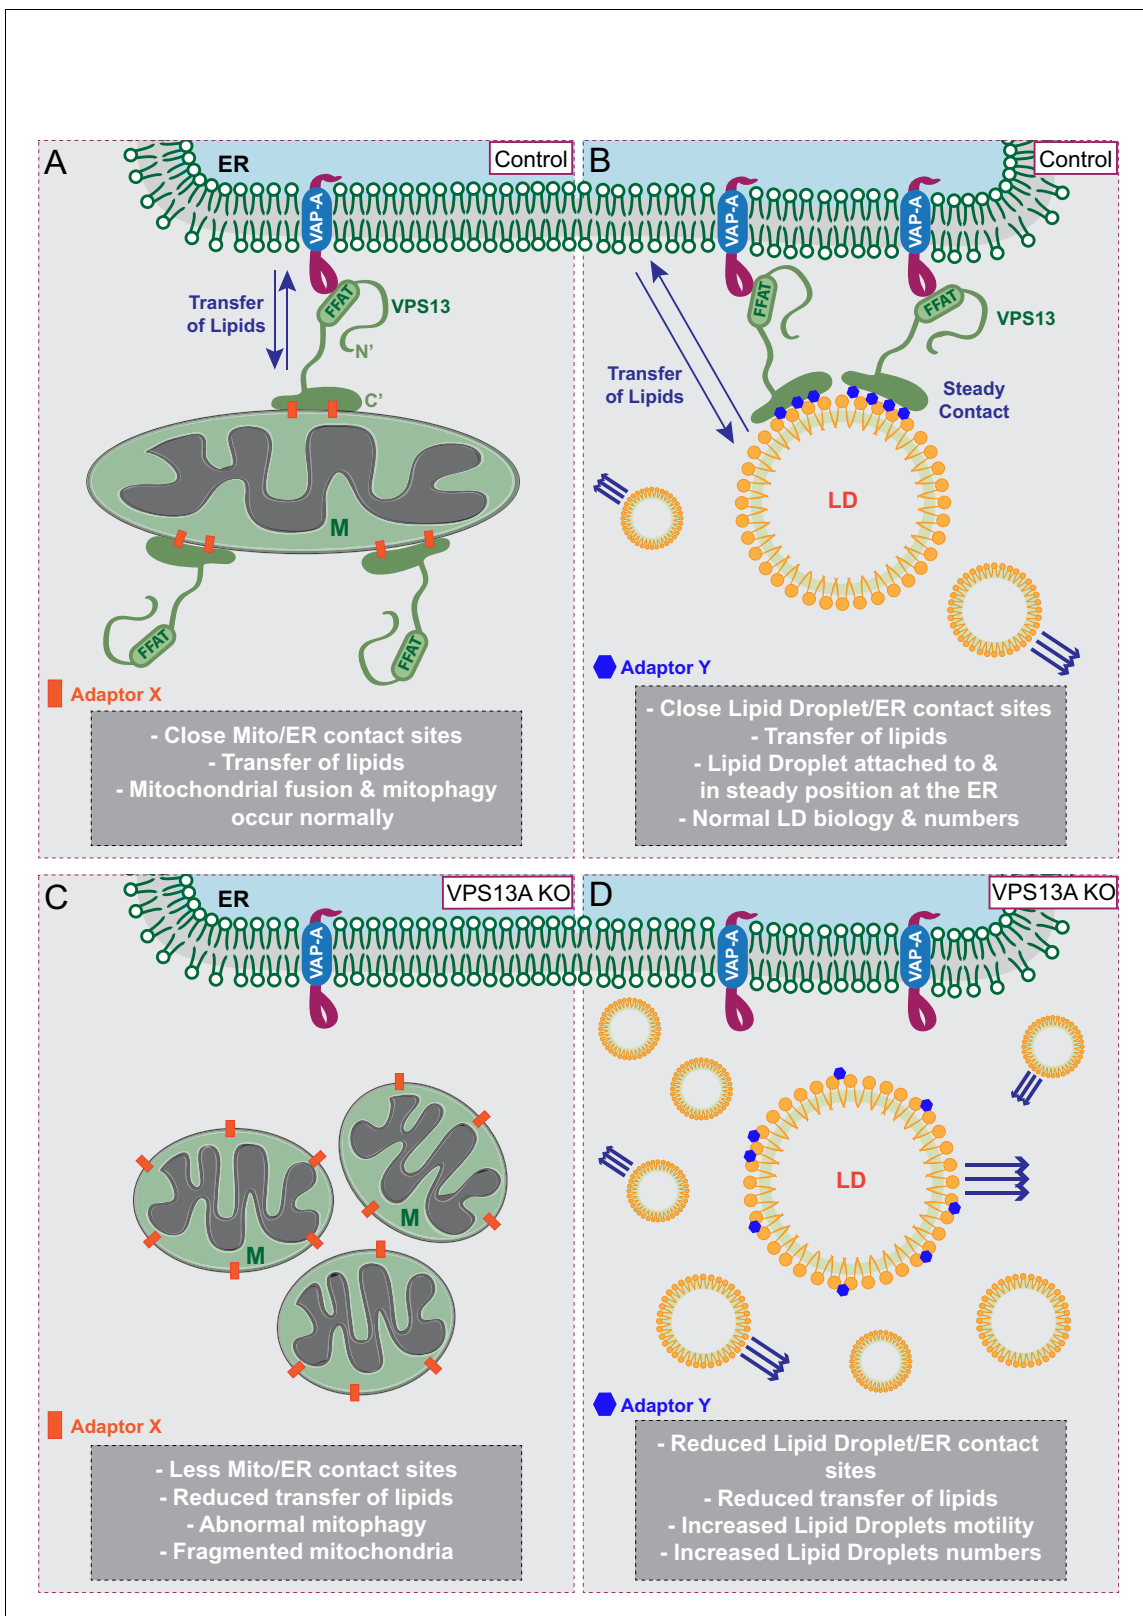 A
ER
Control
VAP-A
FFAT
VPS13
Transfer
of Lipids
N'
C'
M
FFAT
FFAT
Adaptor X
- Close Mito/ER contact sites
- Transfer of lipids
- Mitochondrial fusion & mitophagy
occur normally
B
Control
VAP-A
VAP-A
FFAT
FFAT
VPS13
Transfer
of Lipids
Steady
Contact
LD
Adaptor Y
- Close Lipid Droplet/ER contact sites
- Transfer of lipids
- Lipid Droplet attached to &
in steady position at the ER
- Normal LD biology & numbers
C
ER
VPS13A KO
VAP-A
M
M
Adaptor X
- Less Mito/ER contact sites
- Reduced transfer of lipids
- Abnormal mitophagy
- Fragmented mitochondria
D
VPS13A KO
VAP-A
VAP-A
LD
Adaptor Y
- Reduced Lipid Droplet/ER contact
sites
- Reduced transfer of lipids
- Increased Lipid Droplets motility
- Increased Lipid Droplets numbers